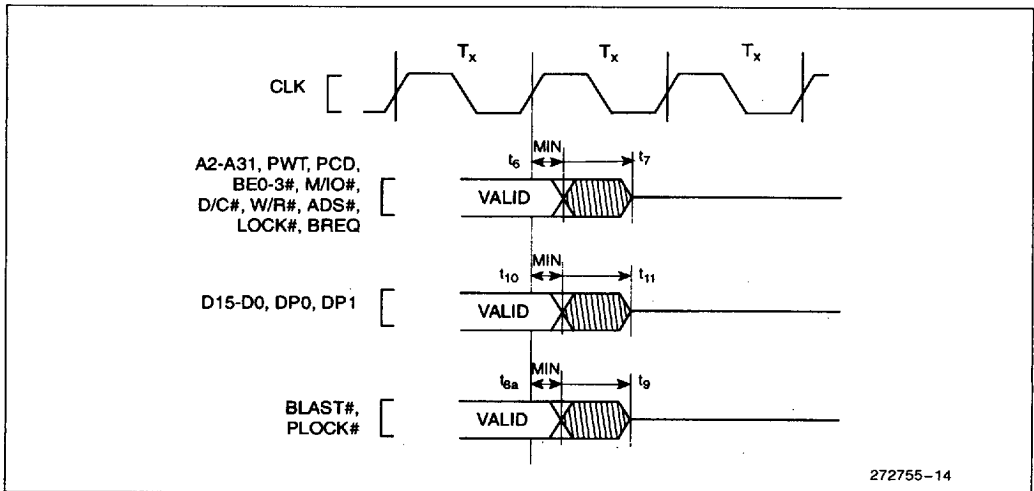 Tx Tx Tx
CLK
MIN
t6 t7
A2-A31, PWT, PCD,
BE0-3#, M/IO#,
D/C#, W/R#, ADS#,
LOCK#, BREQ
VALID
MIN
t10 t11
D15-D0, DP0, DP1
VALID
MIN
t8a t9
BLAST#,
PLOCK#
VALID
272755-14